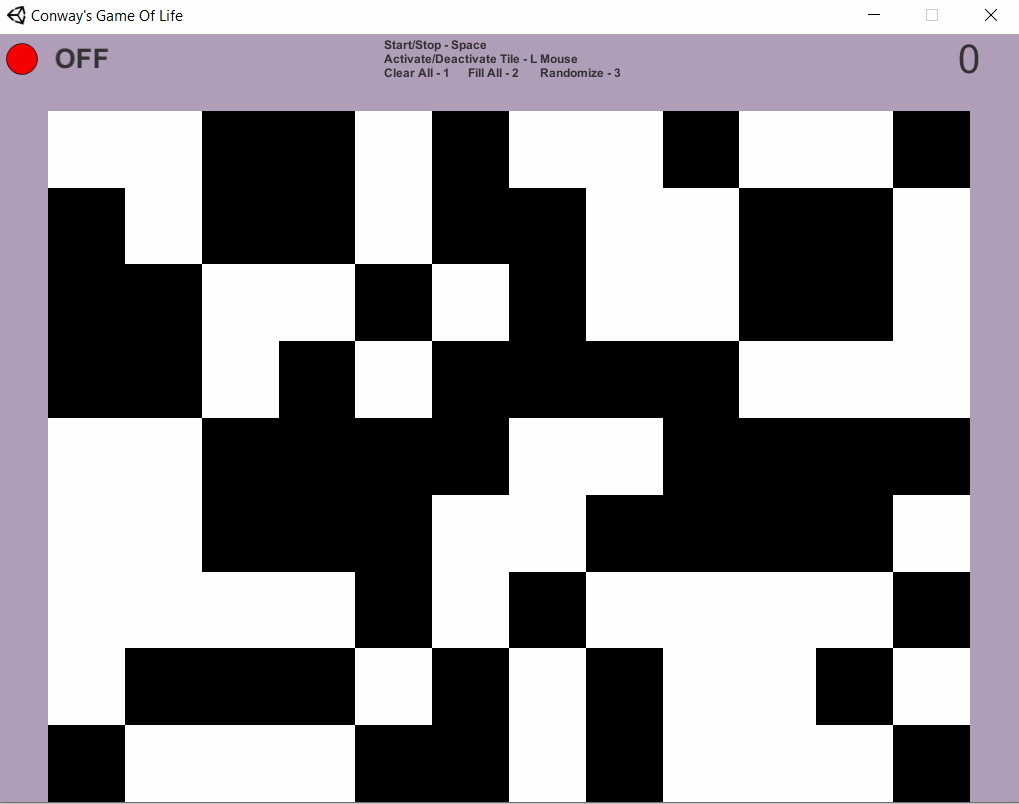 Conway's Game Of Life
OFF
Start/Stop - Space
Activate/Deactivate Tile - L Mouse
Clear All - 1 Fill All - 2 Randomize - 3
0